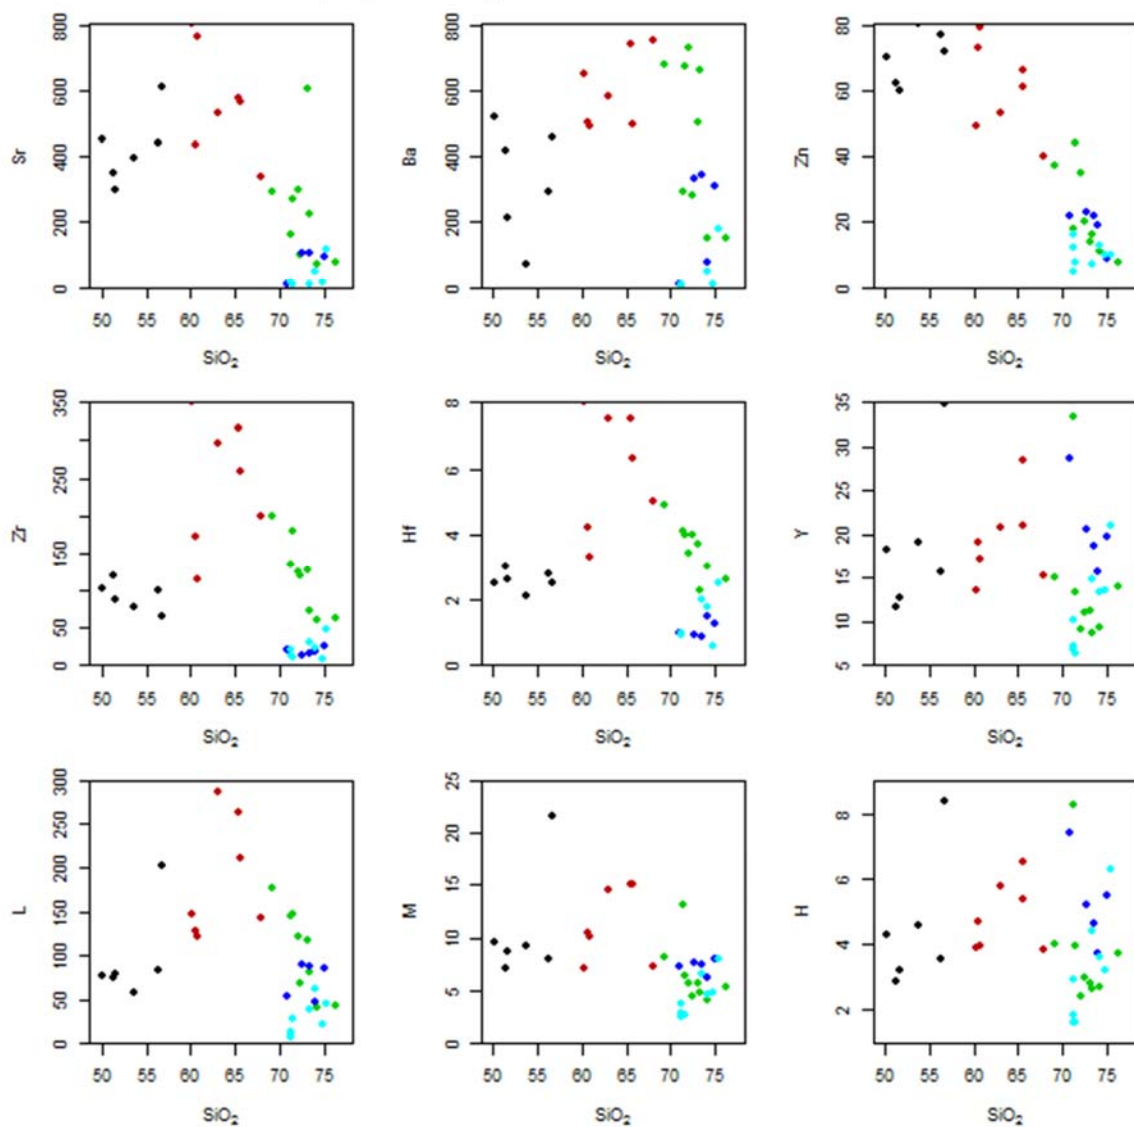 Sr 0 200 400 600 800 50 55 60 65 70 75 SiO₂
Ba 0 200 400 600 800 50 55 60 65 70 75 SiO₂
Zn 0 20 40 60 80 50 55 60 65 70 75 SiO₂
Zr 0 50 150 250 350 50 55 60 65 70 75 SiO₂
Hf 0 2 4 6 8 50 55 60 65 70 75 SiO₂
Y 5 10 15 20 25 30 35 50 55 60 65 70 75 SiO₂
L 0 50 100 150 200 250 300 50 55 60 65 70 75 SiO₂
M 0 5 10 15 20 25 50 55 60 65 70 75 SiO₂
H 2 4 6 8 50 55 60 65 70 75 SiO₂